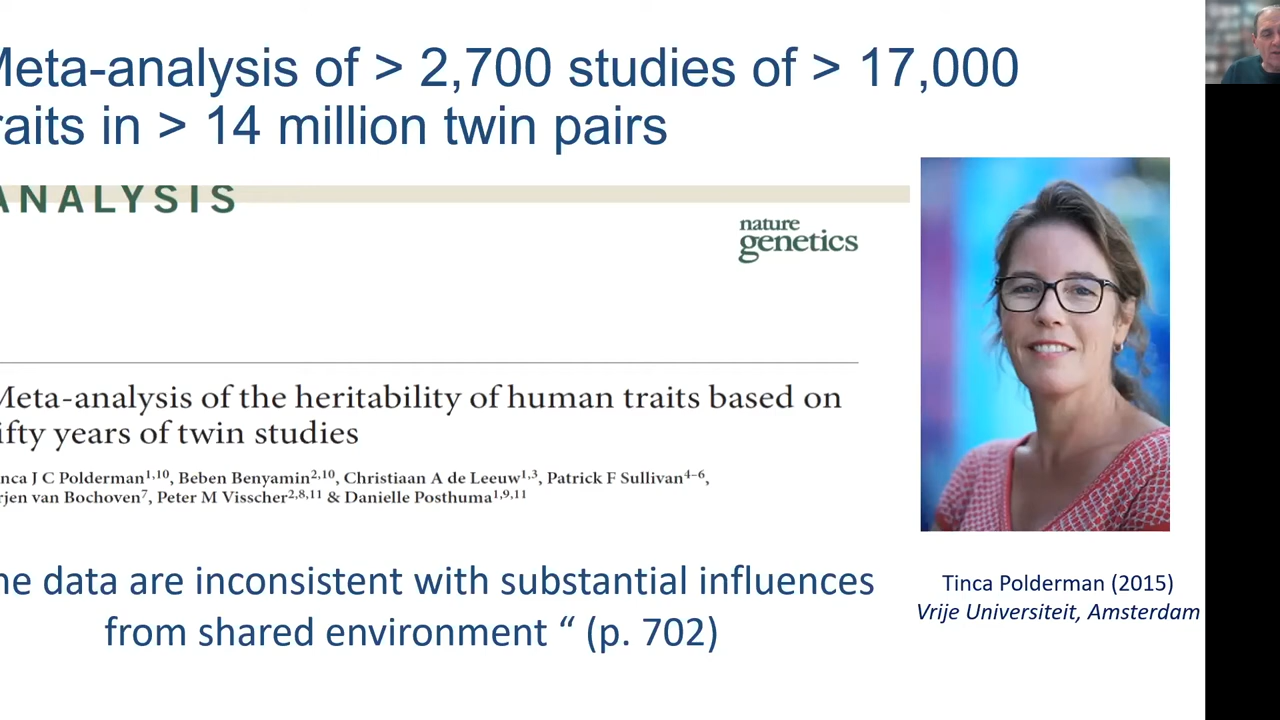 Meta-analysis of > 2,700 studies of > 17,000
raits in > 14 million twin pairs
ANALYSIS
nature
genetics
Meta-analysis of the heritability of human traits based on
ifty years of twin studies
nca J C Polderman1,10, Beben Benyamin2,10, Christiaan A de Leeuw1,3, Patrick F Sullivan4–6,
rjen van Bochoven7, Peter M Visscher2,8,11 & Danielle Posthuma1,9,11
he data are inconsistent with substantial influences
from shared environment “ (p. 702)
Tinca Polderman (2015)
Vrije Universiteit, Amsterdam